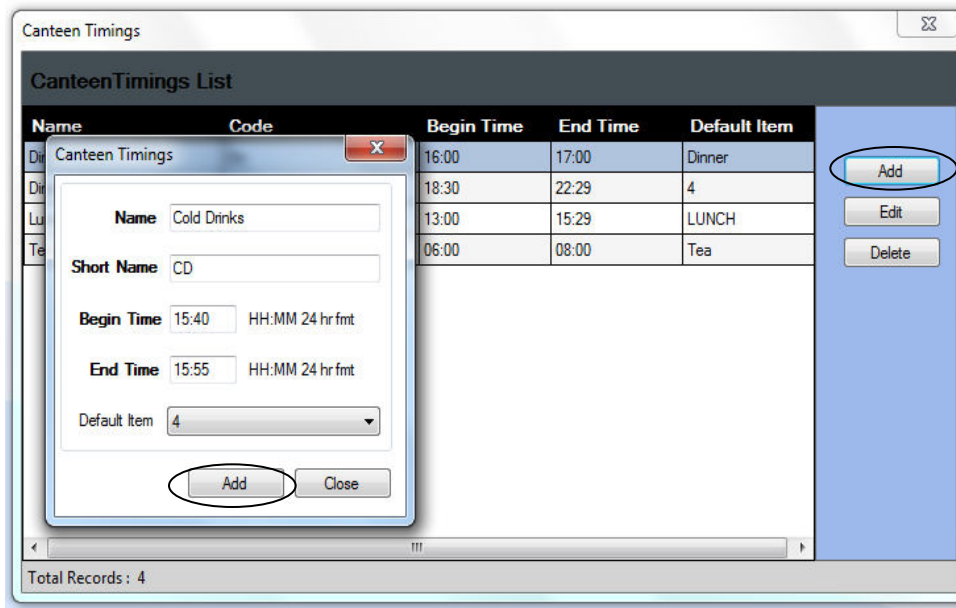 Canteen Timings
CanteenTimings List
Name Code Begin Time End Time Default Item
16:00 17:00 Dinner
18:30 22:29 4
13:00 15:29 LUNCH
06:00 08:00 Tea
Add
Edit
Delete
Canteen Timings
Name Cold Drinks
Short Name CD
Begin Time 15:40 HH:MM 24 hr fmt
End Time 15:55 HH:MM 24 hr fmt
Default Item 4
Add Close
Total Records : 4